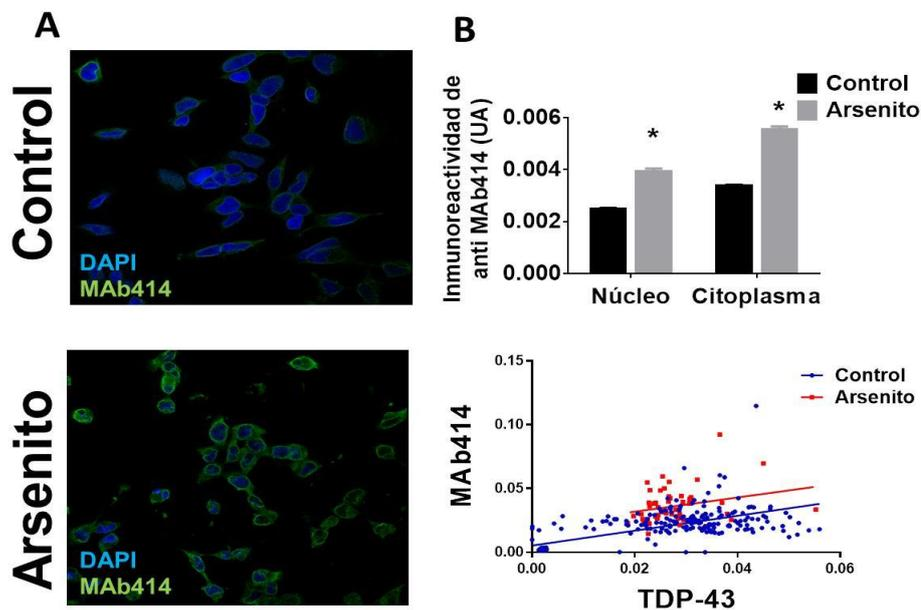 A
Control
DAPI
MAb414
Arsenito
DAPI
MAb414
B
Inmunoreactividad de
anti MAb414 (UA)
0.006
0.004
0.002
0.000
*
*
Control
Arsenito
Núcleo
Citoplasma
MAb414
0.15
0.10
0.05
0.00
Control
Arsenito
0.00
0.02
0.04
0.06
TDP-43